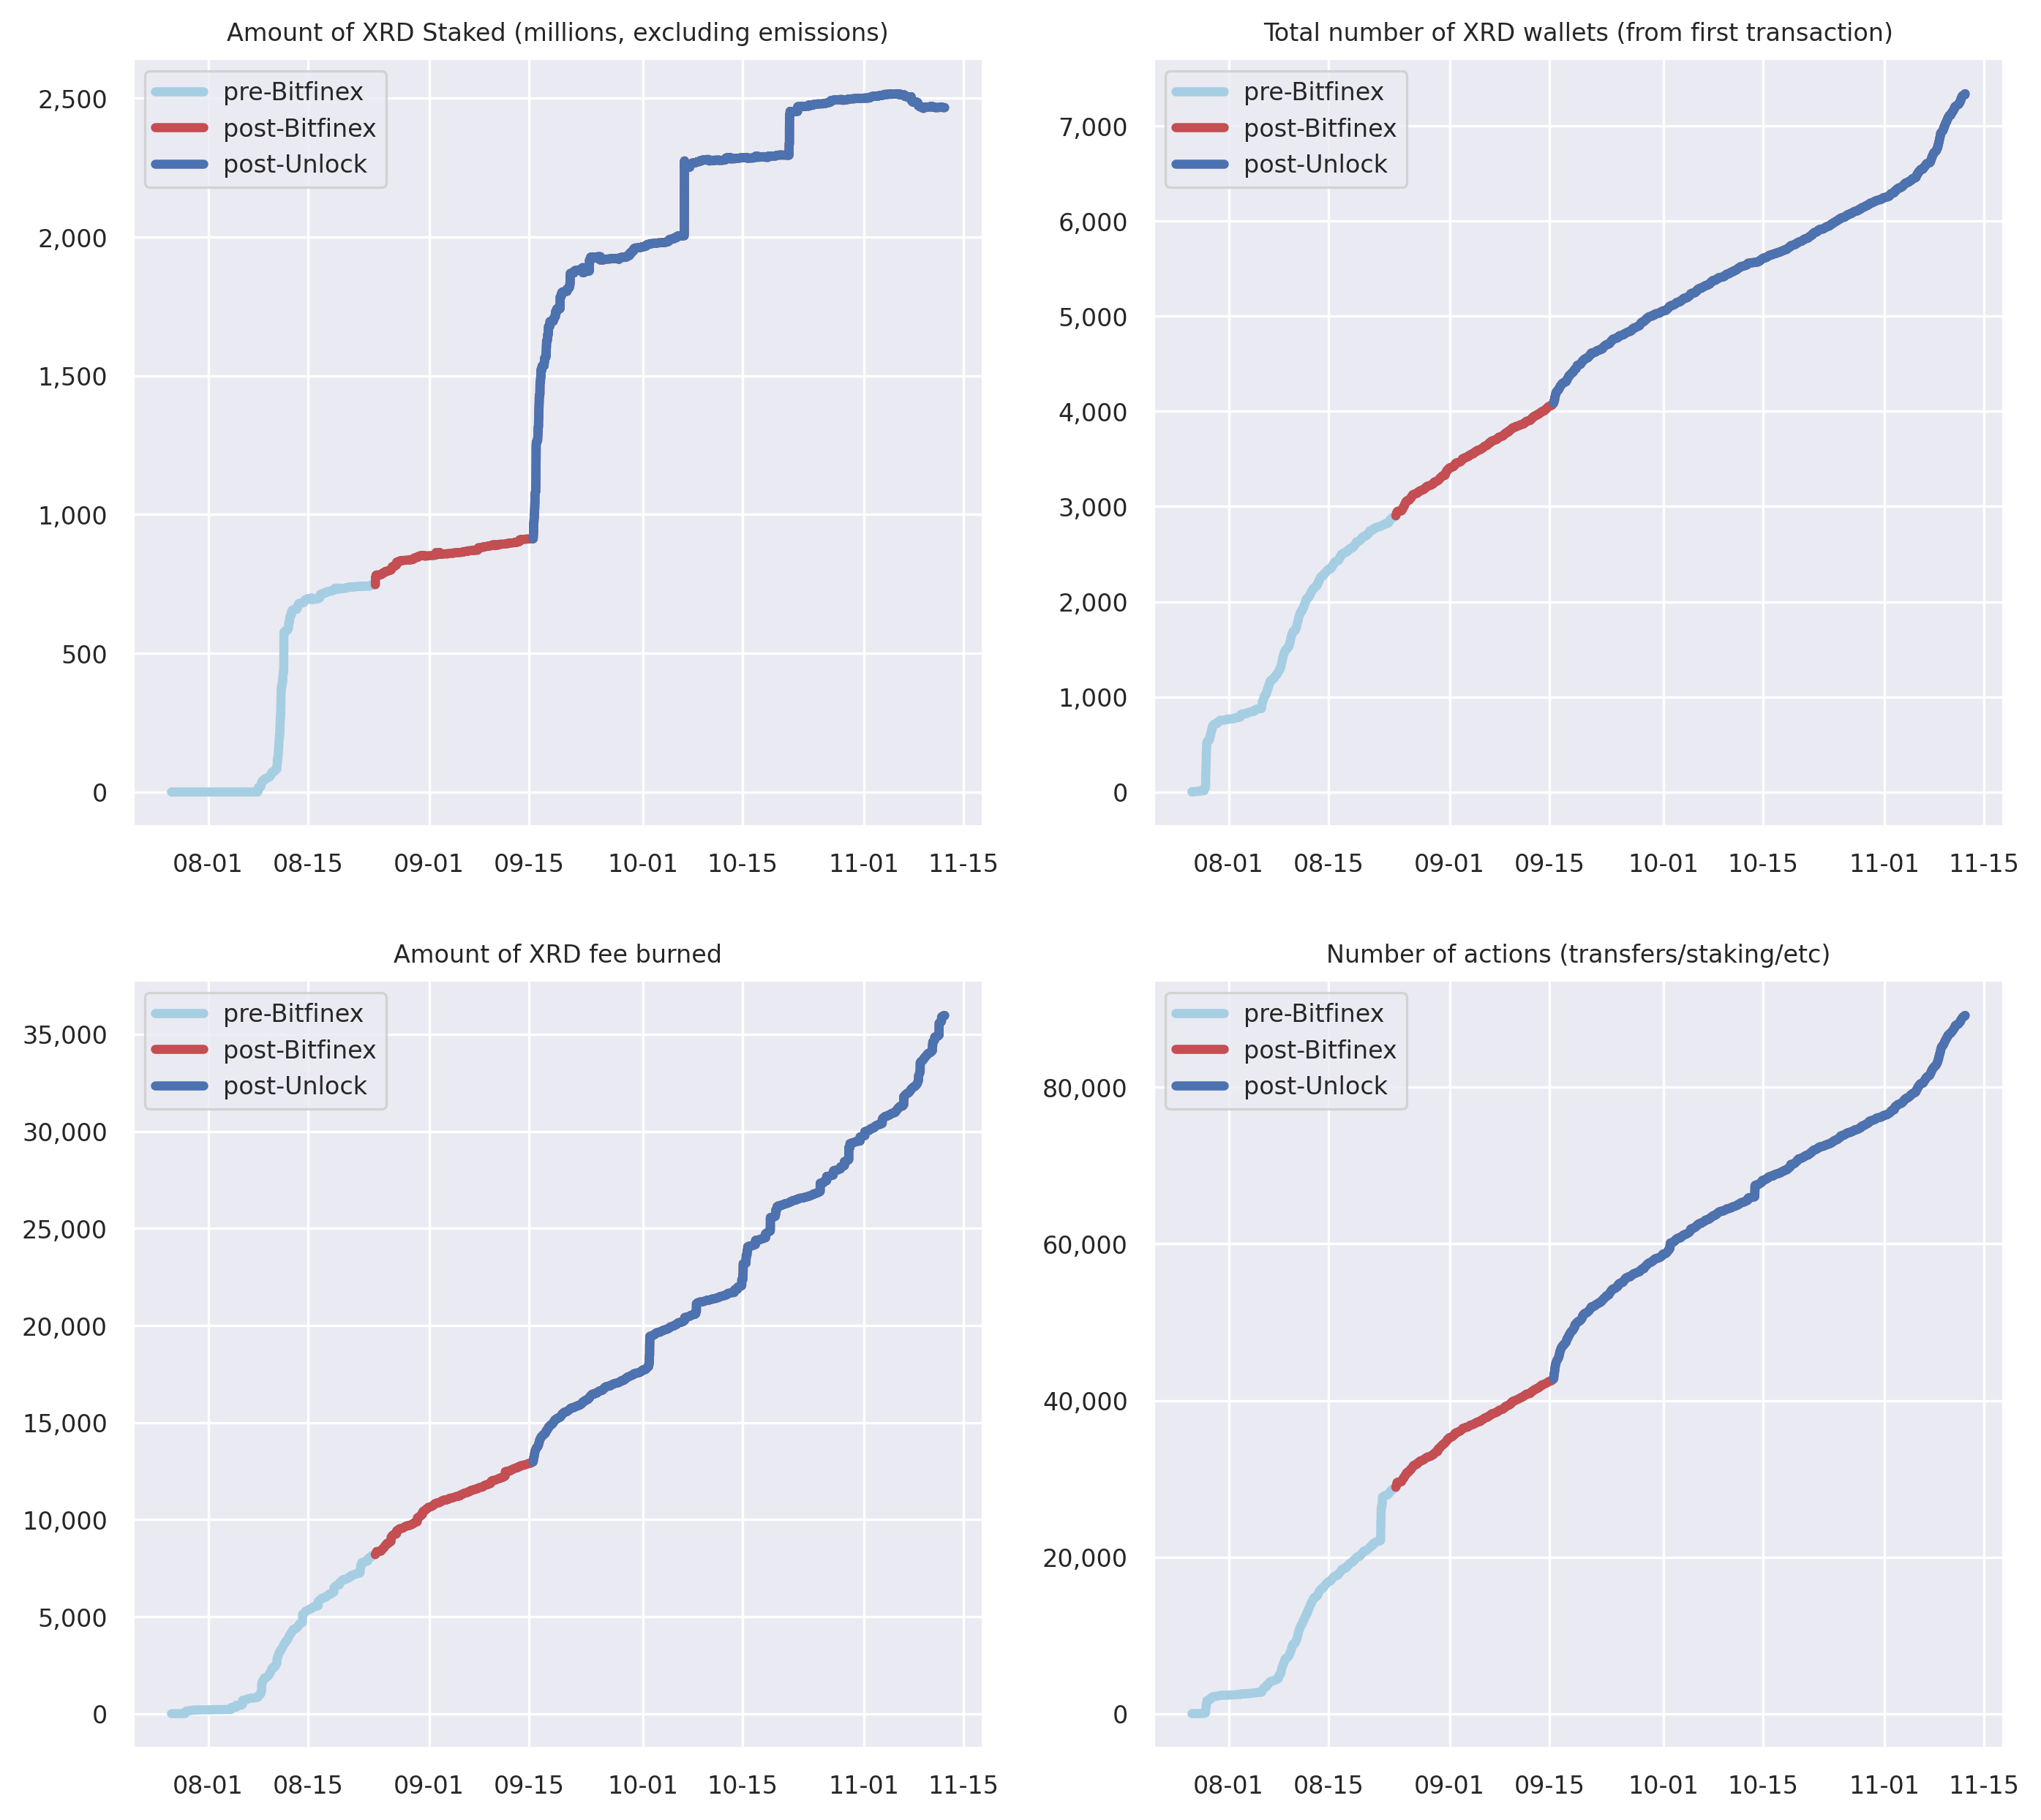 Amount of XRD Staked (millions, excluding emissions)
pre-Bitfinex
post-Bitfinex
post-Unlock
2,500
2,000
1,500
1,000
500
0
08-01 08-15 09-01 09-15 10-01 10-15 11-01 11-15
Total number of XRD wallets (from first transaction)
pre-Bitfinex
post-Bitfinex
post-Unlock
7,000
6,000
5,000
4,000
3,000
2,000
1,000
0
08-01 08-15 09-01 09-15 10-01 10-15 11-01 11-15
Amount of XRD fee burned
pre-Bitfinex
post-Bitfinex
post-Unlock
35,000
30,000
25,000
20,000
15,000
10,000
5,000
0
08-01 08-15 09-01 09-15 10-01 10-15 11-01 11-15
Number of actions (transfers/staking/etc)
pre-Bitfinex
post-Bitfinex
post-Unlock
80,000
60,000
40,000
20,000
0
08-01 08-15 09-01 09-15 10-01 10-15 11-01 11-15